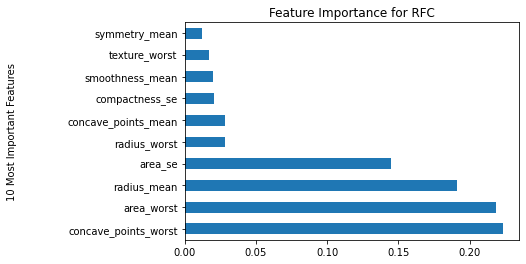 Feature Importance for RFC
10 Most Important Features
symmetry_mean
texture_worst
smoothness_mean
compactness_se
concave_points_mean
radius_worst
area_se
radius_mean
area_worst
concave_points_worst
0.00 0.05 0.10 0.15 0.20